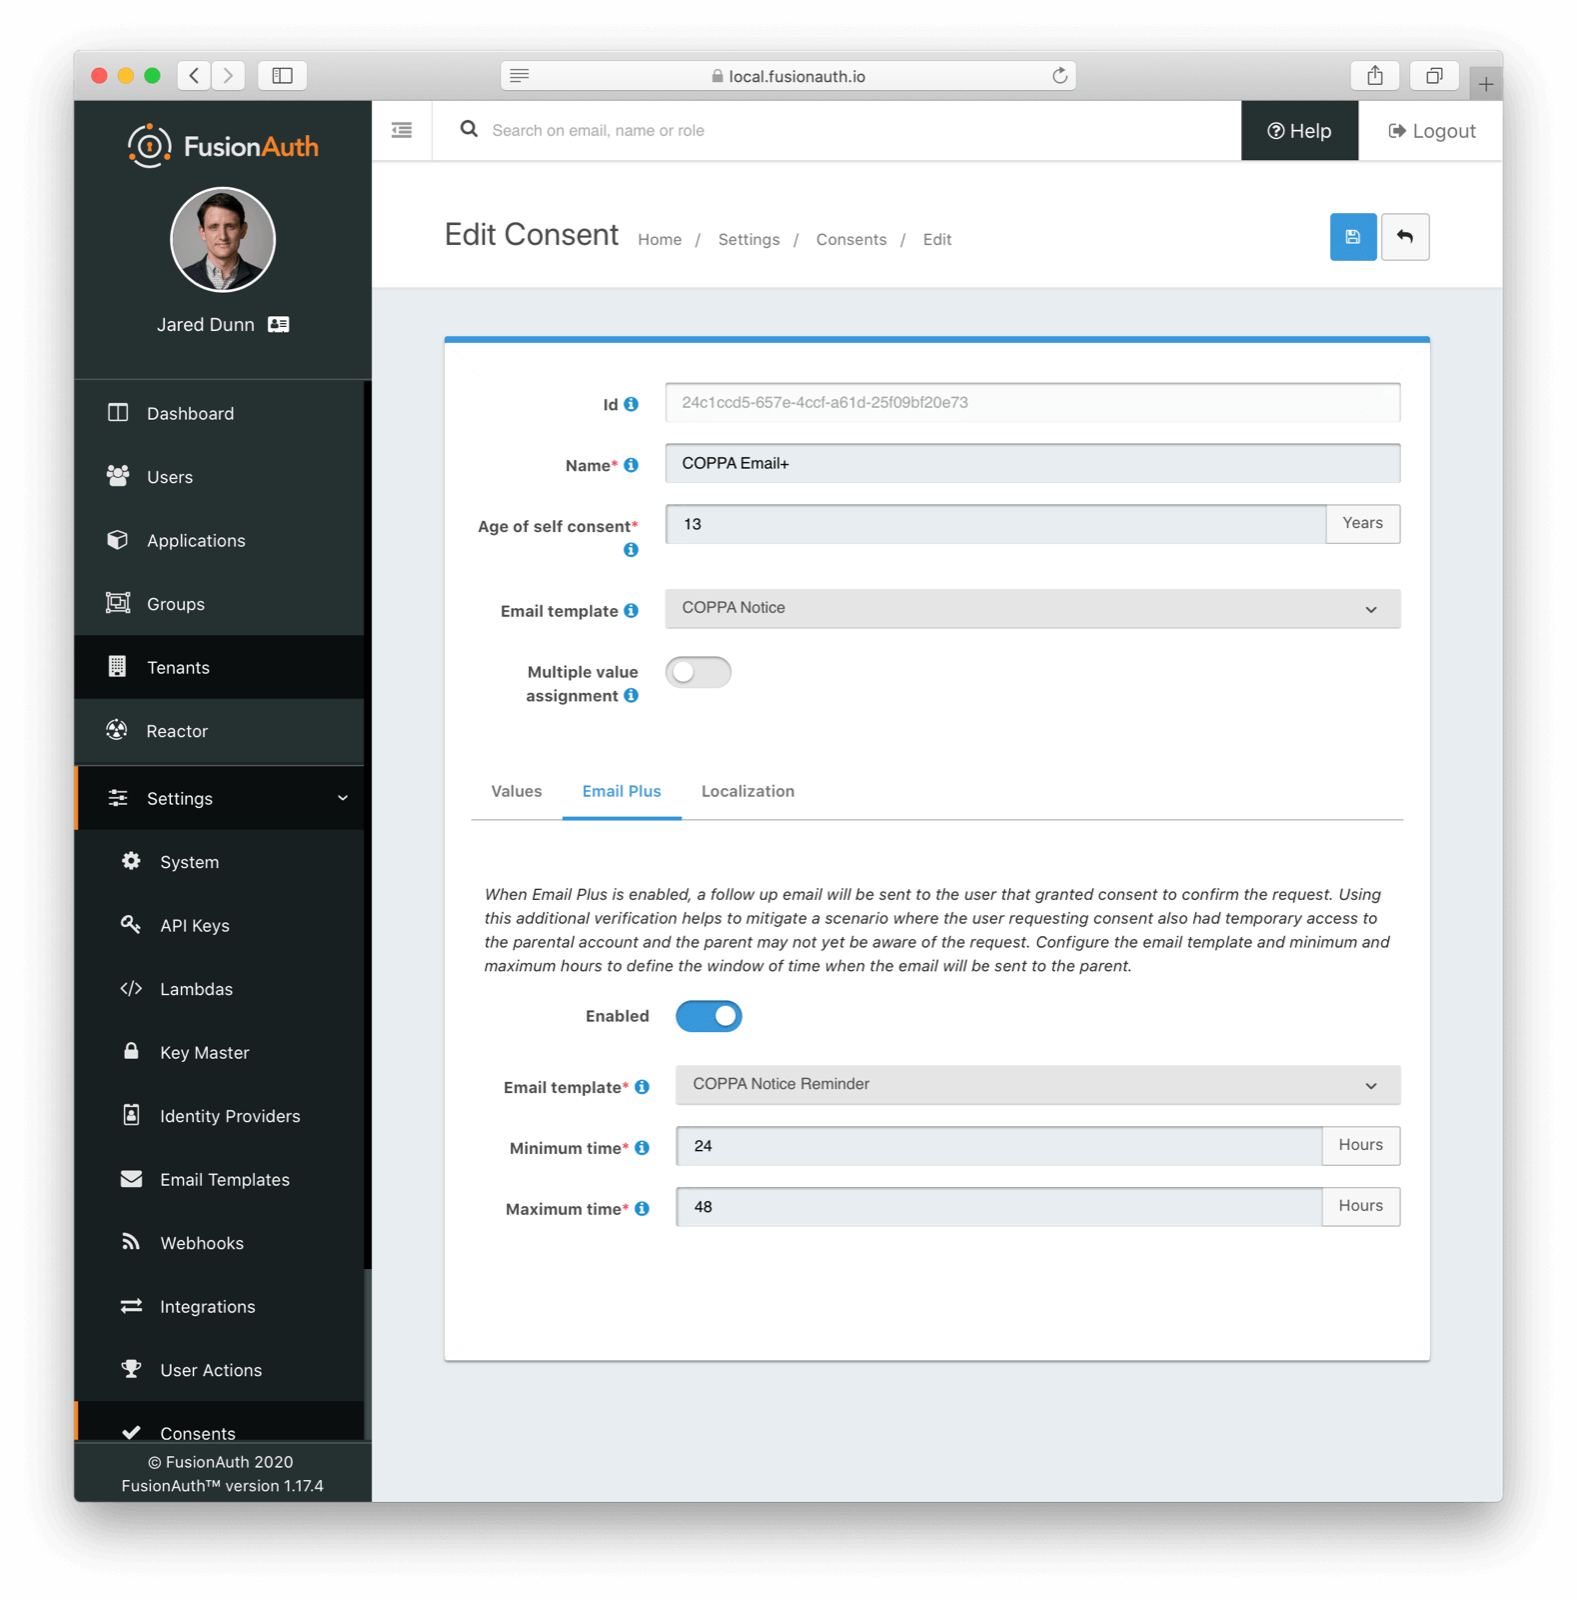 local.fusionauth.io
FusionAuth
Search on email, name or role
Help
Logout
Jared Dunn
Edit Consent
Home / Settings / Consents / Edit
Dashboard
Users
Applications
Groups
Tenants
Reactor
Settings
System
API Keys
Lambdas
Key Master
Identity Providers
Email Templates
Webhooks
Integrations
User Actions
Consents
© FusionAuth 2020
FusionAuth™ version 1.17.4
Id
24c1ccd5-657e-4ccf-a61d-25f09bf20e73
Name*
COPPA Email+
Age of self consent*
13
Years
Email template
COPPA Notice
Multiple value
assignment
Values
Email Plus
Localization
When Email Plus is enabled, a follow up email will be sent to the user that granted consent to confirm the request. Using
this additional verification helps to mitigate a scenario where the user requesting consent also had temporary access to
the parental account and the parent may not yet be aware of the request. Configure the email template and minimum and
maximum hours to define the window of time when the email will be sent to the parent.
Enabled
Email template*
COPPA Notice Reminder
Minimum time*
24
Hours
Maximum time*
48
Hours